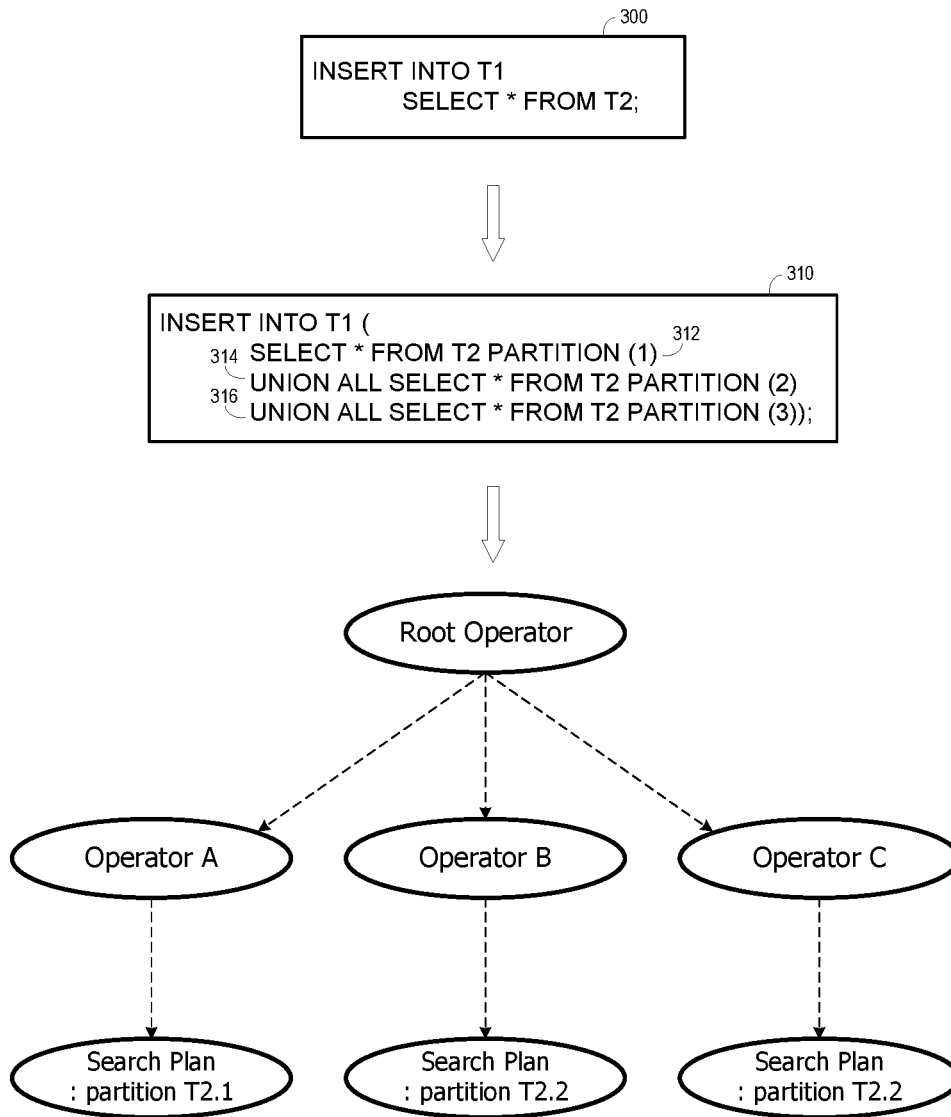 300
INSERT INTO T1
SELECT * FROM T2;
310
INSERT INTO T1 (
SELECT * FROM T2 PARTITION (1) 312
314 UNION ALL SELECT * FROM T2 PARTITION (2)
316 UNION ALL SELECT * FROM T2 PARTITION (3));
Root Operator
Operator A
Operator B
Operator C
Search Plan
: partition T2.1
Search Plan
: partition T2.2
Search Plan
: partition T2.2